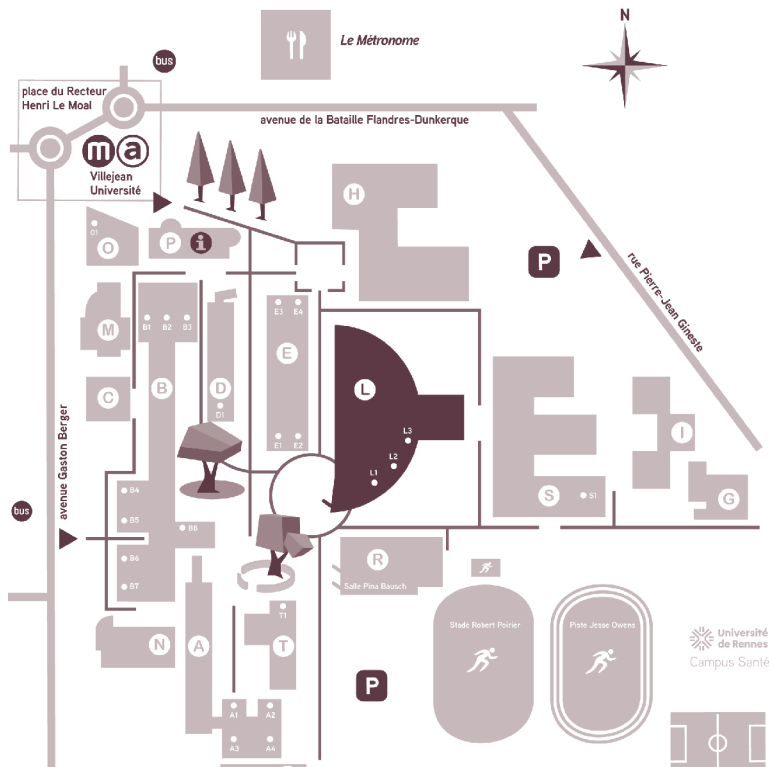 N
Le Métronome
bus
place du Recteur
Henri Le Moal
avenue de la Bataille Flandres-Dunkerque
ma
Villejean
Université
H
O1
O
P
i
P
rue Pierre-Jean Gineste
M
B1
B2
B3
E3
E4
E
B
D
L
C
D1
E1
E2
L3
L2
L1
I
avenue Gaston Berger
B4
B5
B8
S
S1
G
bus
B6
B7
R
Salle Pina Bausch
T1
Stade Robert Poirier
Piste Jesse Owens
Université
de Rennes
Campus Santé
N
A
T
P
A1
A2
A3
A4